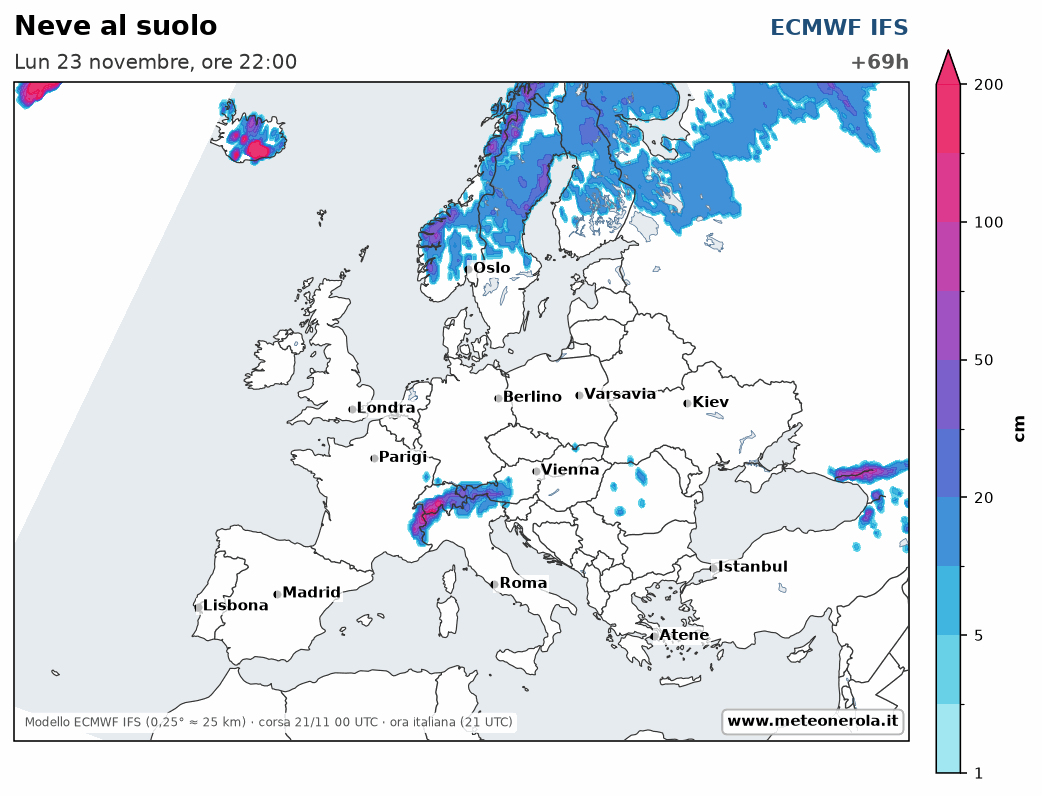 Neve al suolo
ECMWF IFS
Lun 23 novembre, ore 22:00
+69h
200
100
50
20
5
1
cm
Oslo
Londra
Berlino
Varsavia
Kiev
Parigi
Vienna
Istanbul
Roma
Madrid
Lisbona
Atene
Modello ECMWF IFS (0,25° ≈ 25 km) · corsa 21/11 00 UTC · ora italiana (21 UTC)
www.meteonerola.it